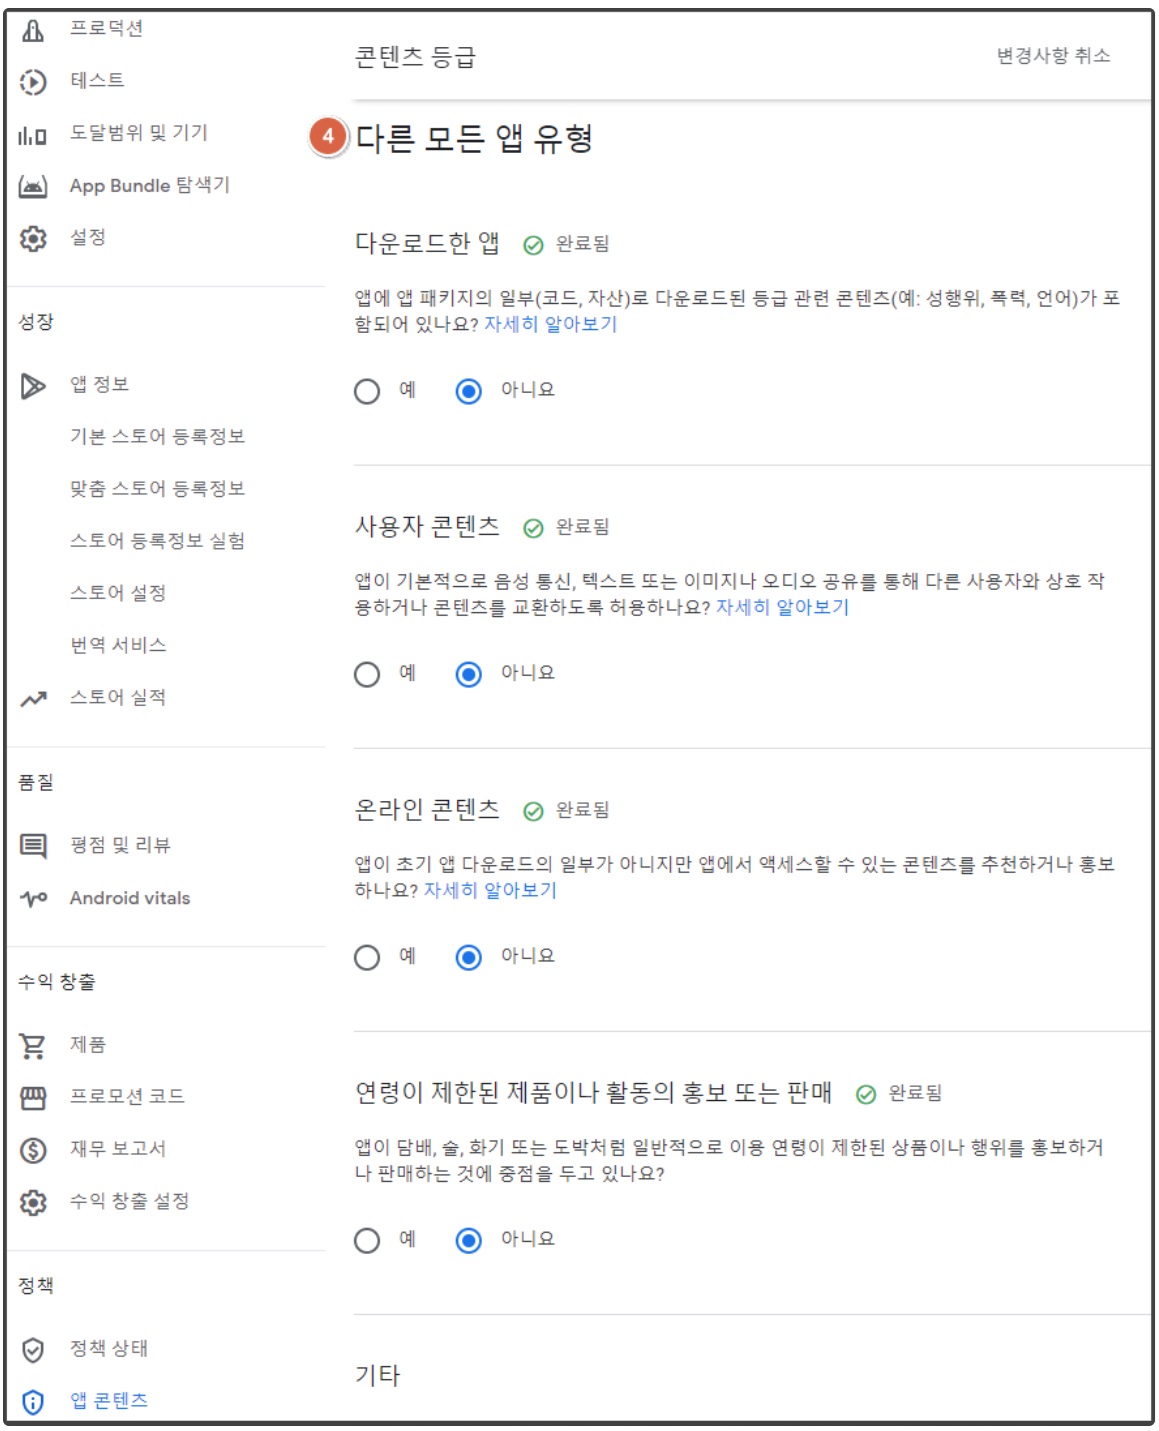 프로덕션
테스트
도달범위 및 기기
App Bundle 탐색기
설정
성장
앱 정보
기본 스토어 등록정보
맞춤 스토어 등록정보
스토어 등록정보 실험
스토어 설정
번역 서비스
스토어 실적
품질
평점 및 리뷰
Android vitals
수익 창출
제품
프로모션 코드
재무 보고서
수익 창출 설정
정책
정책 상태
앱 콘텐츠
콘텐츠 등급
변경사항 취소
4 다른 모든 앱 유형
다운로드한 앱 완료됨
앱에 앱 패키지의 일부(코드, 자산)로 다운로드된 등급 관련 콘텐츠(예: 성행위, 폭력, 언어)가 포
함되어 있나요? 자세히 알아보기
예 아니요
사용자 콘텐츠 완료됨
앱이 기본적으로 음성 통신, 텍스트 또는 이미지나 오디오 공유를 통해 다른 사용자와 상호 작
용하거나 콘텐츠를 교환하도록 허용하나요? 자세히 알아보기
예 아니요
온라인 콘텐츠 완료됨
앱이 초기 앱 다운로드의 일부가 아니지만 앱에서 액세스할 수 있는 콘텐츠를 추천하거나 홍보
하나요? 자세히 알아보기
예 아니요
연령이 제한된 제품이나 활동의 홍보 또는 판매 완료됨
앱이 담배, 술, 화기 또는 도박처럼 일반적으로 이용 연령이 제한된 상품이나 행위를 홍보하거
나 판매하는 것에 중점을 두고 있나요?
예 아니요
기타